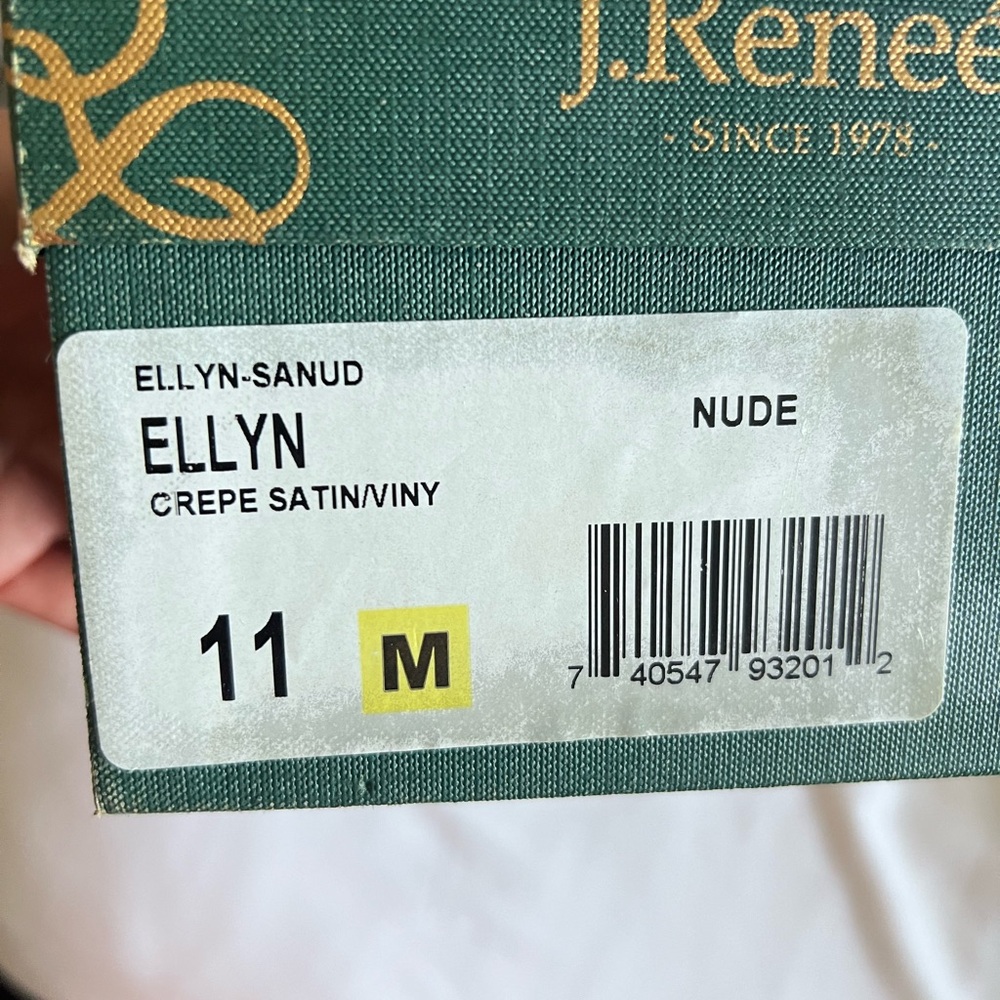 J.Reneé
- SINCE 1978 -
ELLYN-SANUD
ELLYN
NUDE
CREPE SATIN/VINY
11 M
7 40547 93201 2